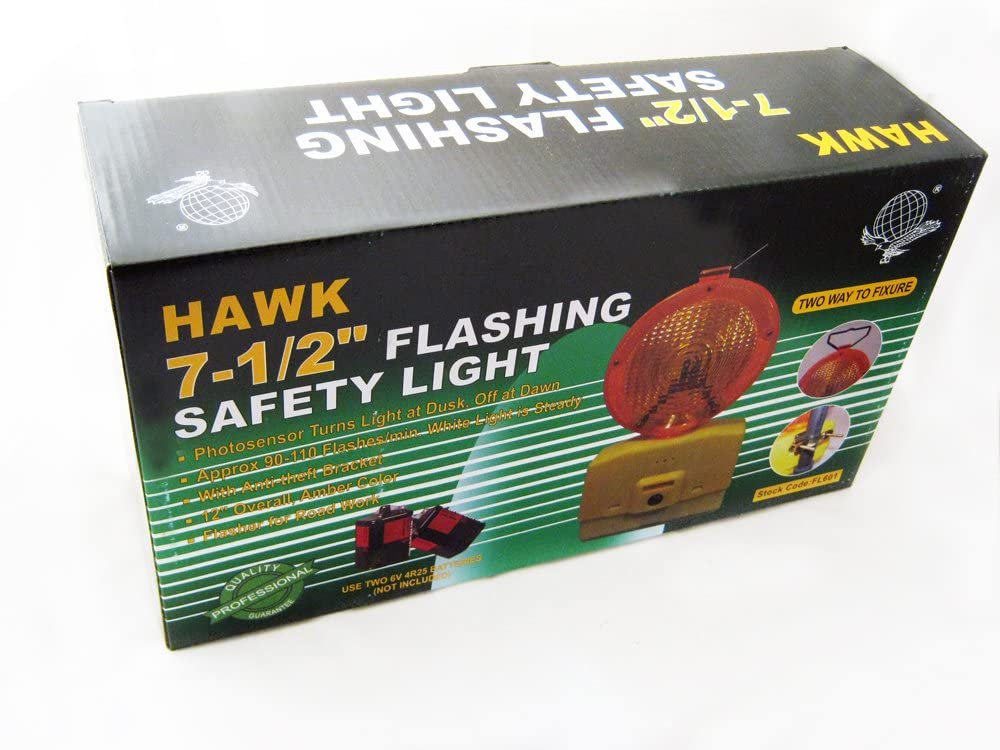 HAWK
7-1/2" FLASHING
SAFETY LIGHT
®
®
HAWK
7-1/2" FLASHING
SAFETY LIGHT
▪ Photosensor Turns Light at Dusk, Off at Dawn
▪ Approx 90-110 Flashes/min. White Light is Steady
▪ With Anti-theft Bracket
▪ 12" Overall, Amber Color
▪ Flasher for Road Work
TWO WAY TO FIXURE
Stock Code.FL601
USE TWO 6V 4R25 BATTERIES
(NOT INCLUDED)
QUALITY
PROFESSIONAL
GUARANTEE